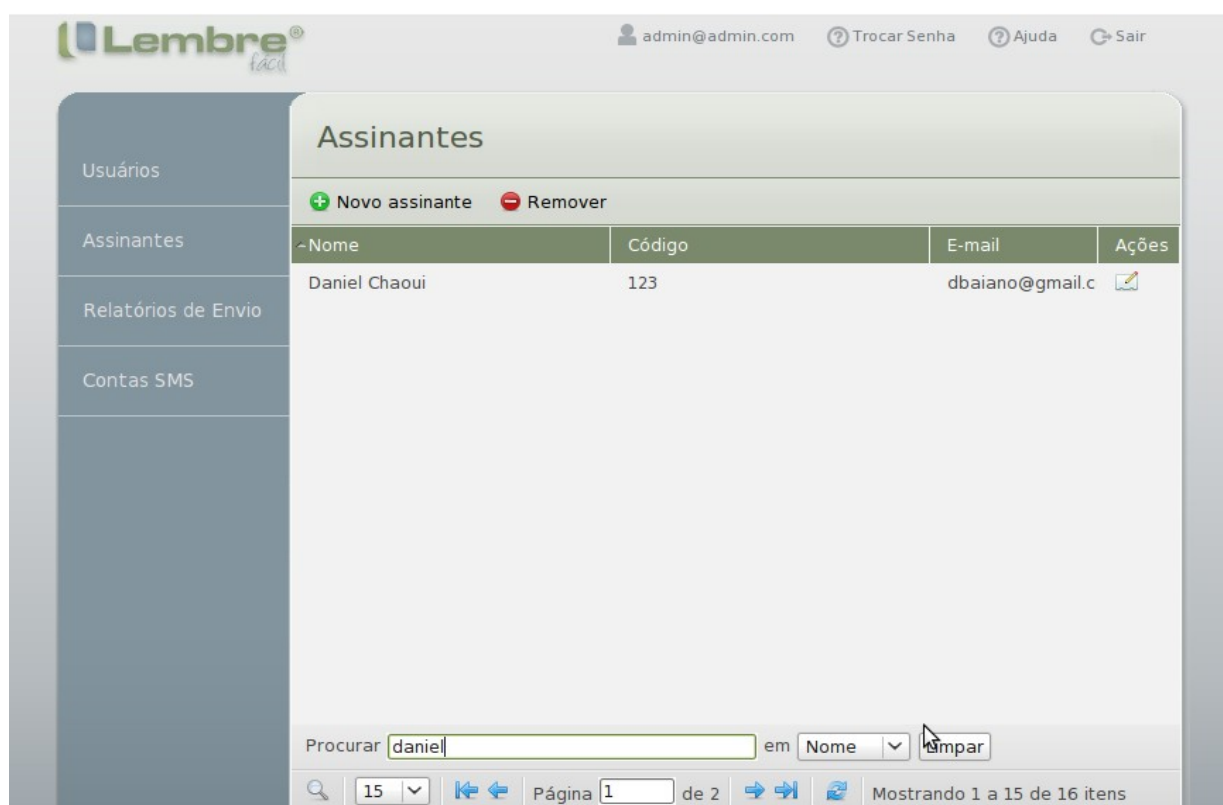 Lembre®
fácil
admin@admin.com Trocar Senha Ajuda Sair
Assinantes
Usuários
Assinantes
Relatórios de Envio
Contas SMS
Novo assinante Remover
Nome Código E-mail Ações
Daniel Chaoui 123 dbaiano@gmail.c
Procurar daniel em Nome Limpar
15 Página 1 de 2 Mostrando 1 a 15 de 16 itens